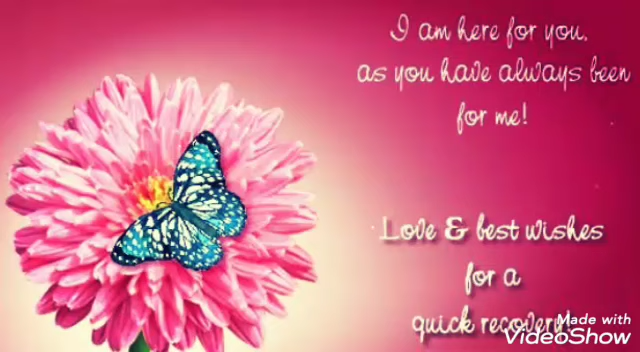 I am here for you,
as you have always been
for me!
Love & best wishes
for a
quick recovery!
Made with
VideoShow